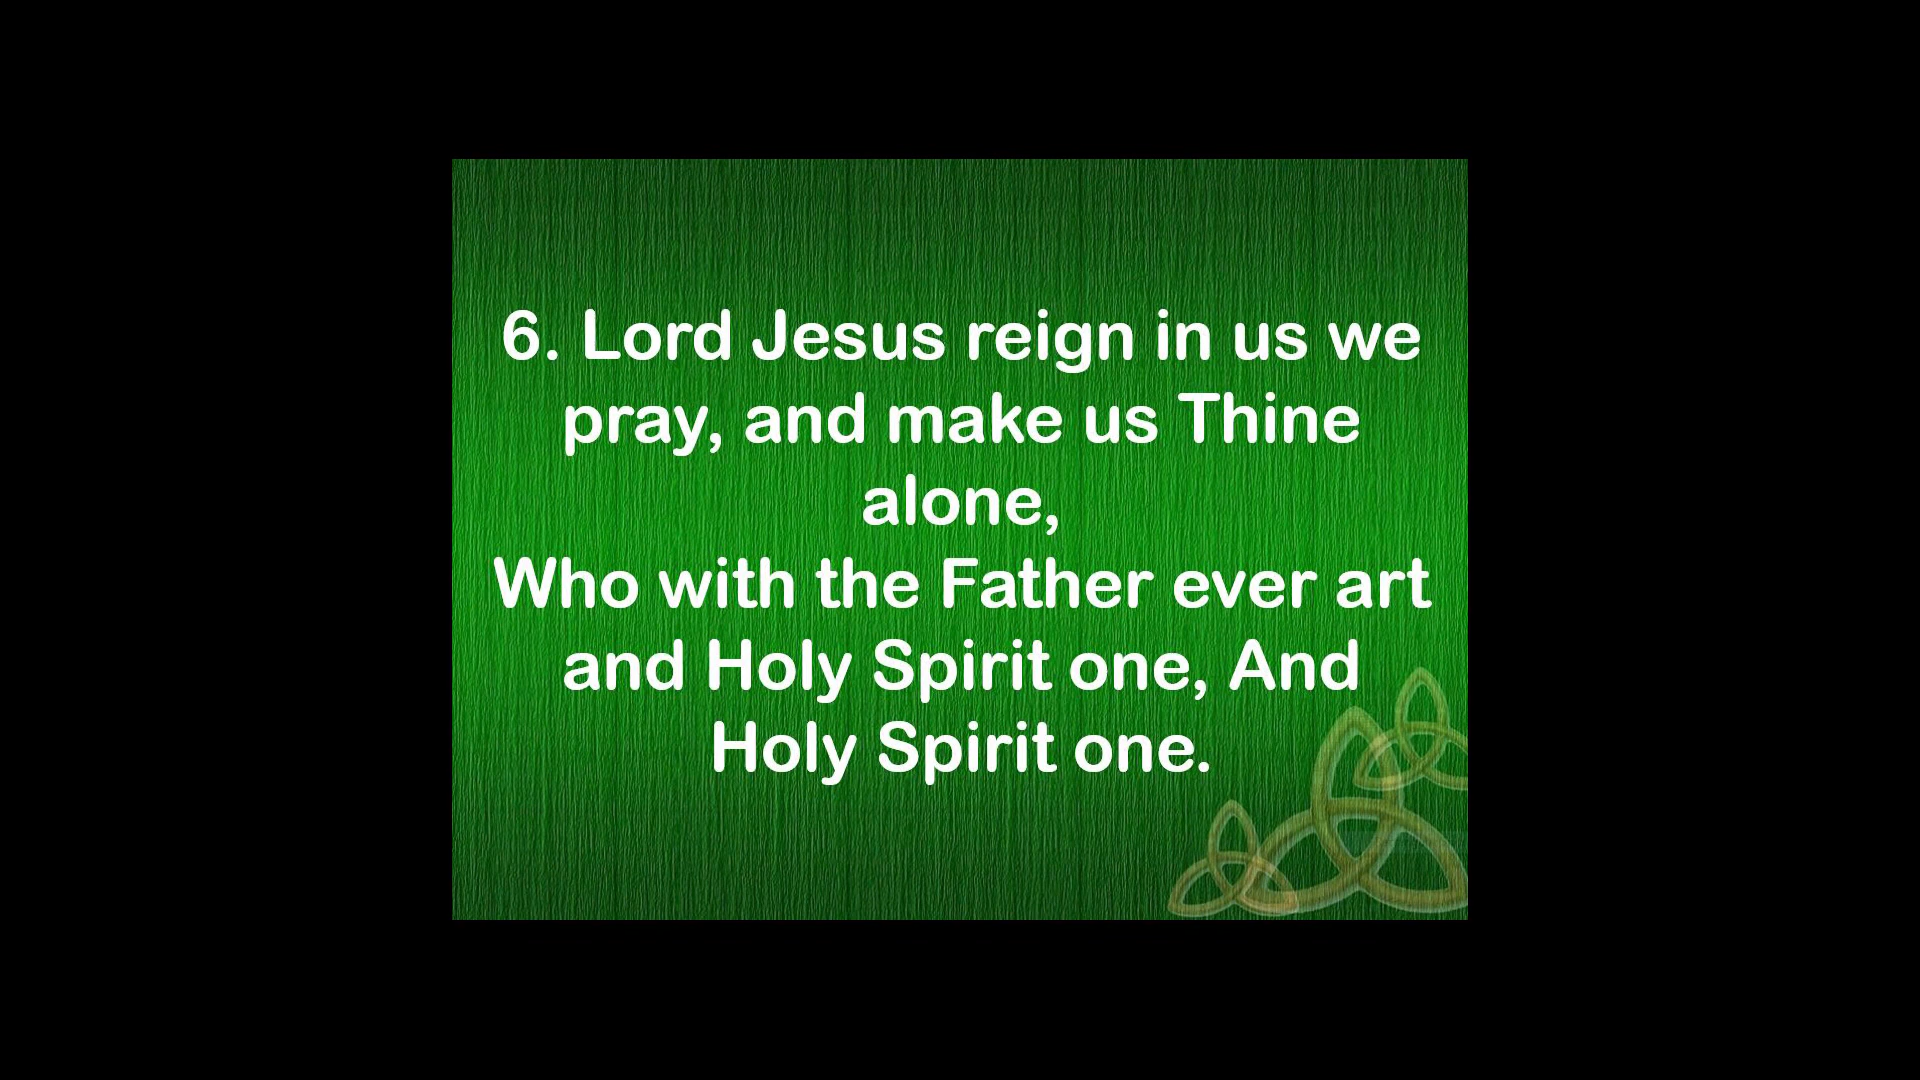 6. Lord Jesus reign in us we
pray, and make us Thine
alone,
Who with the Father ever art
and Holy Spirit one, And
Holy Spirit one.